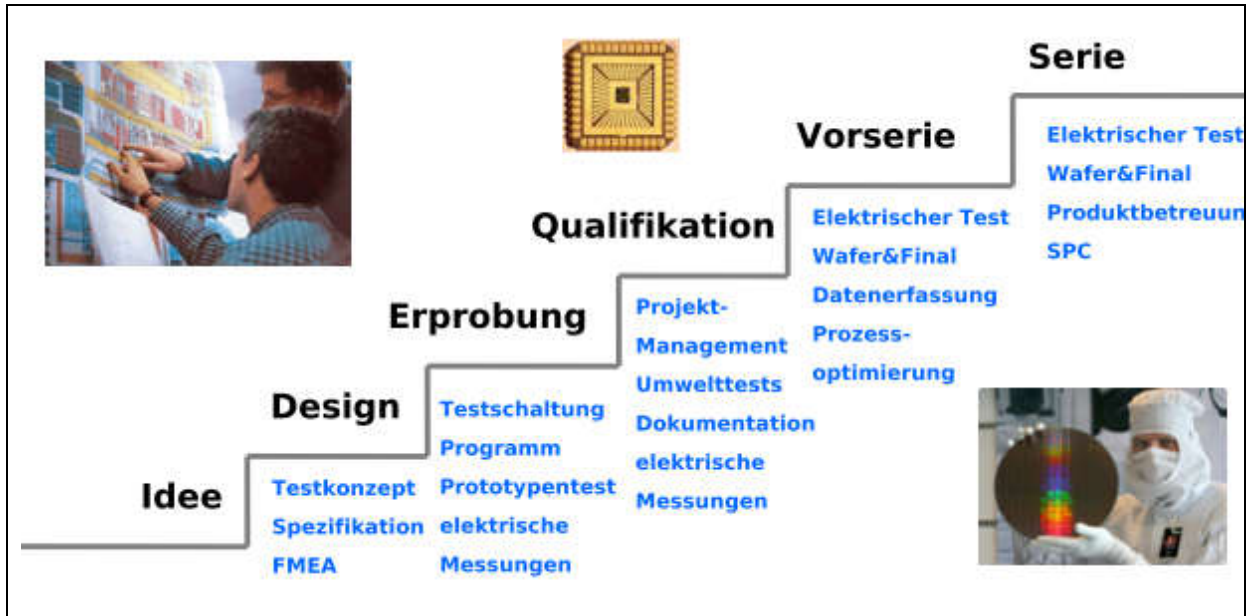 Idee
Design
Testkonzept
Spezifikation
FMEA
Erprobung
Testschaltung
Programm
Prototypentest
elektrische
Messungen
Qualifikation
Projekt-
Management
Umwelttests
Dokumentation
elektrische
Messungen
Vorserie
Elektrischer Test
Wafer&Final
Datenerfassung
Prozess-
optimierung
Serie
Elektrischer Test
Wafer&Final
Produktbetreuun
SPC